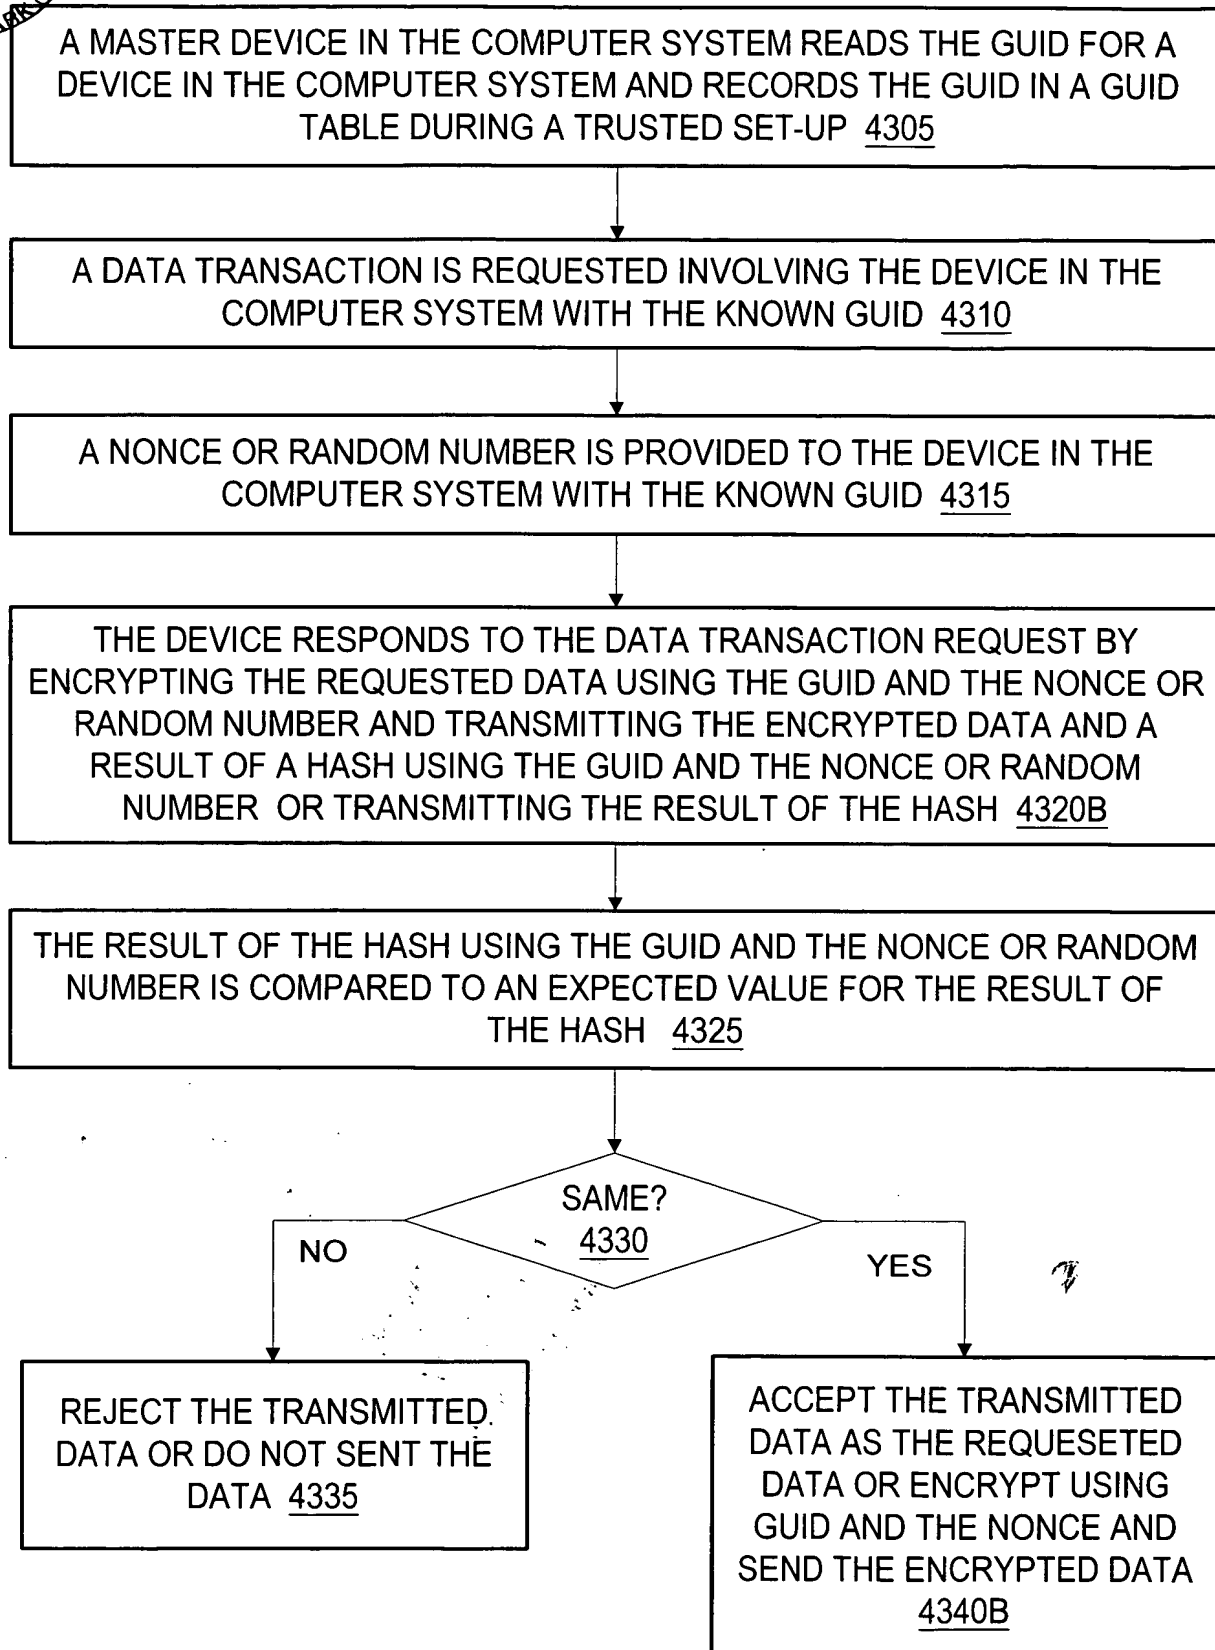 A MASTER DEVICE IN THE COMPUTER SYSTEM READS THE GUID FOR A
DEVICE IN THE COMPUTER SYSTEM AND RECORDS THE GUID IN A GUID
TABLE DURING A TRUSTED SET-UP 4305
A DATA TRANSACTION IS REQUESTED INVOLVING THE DEVICE IN THE
COMPUTER SYSTEM WITH THE KNOWN GUID 4310
A NONCE OR RANDOM NUMBER IS PROVIDED TO THE DEVICE IN THE
COMPUTER SYSTEM WITH THE KNOWN GUID 4315
THE DEVICE RESPONDS TO THE DATA TRANSACTION REQUEST BY
ENCRYPTING THE REQUESTED DATA USING THE GUID AND THE NONCE OR
RANDOM NUMBER AND TRANSMITTING THE ENCRYPTED DATA AND A
RESULT OF A HASH USING THE GUID AND THE NONCE OR RANDOM
NUMBER OR TRANSMITTING THE RESULT OF THE HASH 4320B
THE RESULT OF THE HASH USING THE GUID AND THE NONCE OR RANDOM
NUMBER IS COMPARED TO AN EXPECTED VALUE FOR THE RESULT OF
THE HASH 4325
SAME?
4330
NO
YES
REJECT THE TRANSMITTED
DATA OR DO NOT SENT THE
DATA 4335
ACCEPT THE TRANSMITTED
DATA AS THE REQUESETED
DATA OR ENCRYPT USING
GUID AND THE NONCE AND
SEND THE ENCRYPTED DATA
4340B